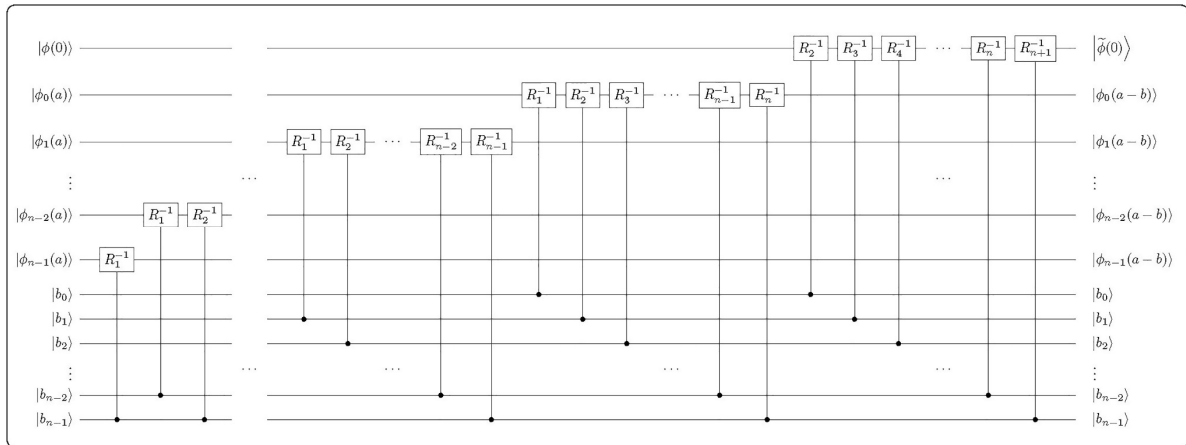 |ϕ(0)⟩ R₂⁻¹ R₃⁻¹ R₄⁻¹ ⋯ Rₙ⁻¹ Rₙ₊₁⁻¹ |ϕ̃(0)⟩
|ϕ₀(a)⟩ R₁⁻¹ R₂⁻¹ R₃⁻¹ ⋯ Rₙ₋₁⁻¹ Rₙ⁻¹ |ϕ₀(a−b)⟩
|ϕ₁(a)⟩ R₁⁻¹ R₂⁻¹ ⋯ Rₙ₋₂⁻¹ Rₙ₋₁⁻¹ |ϕ₁(a−b)⟩
⋮ ⋯ ⋯ ⋯ ⋮
|ϕₙ₋₂(a)⟩ R₁⁻¹ R₂⁻¹ |ϕₙ₋₂(a−b)⟩
|ϕₙ₋₁(a)⟩ R₁⁻¹ |ϕₙ₋₁(a−b)⟩
|b₀⟩ |b₀⟩
|b₁⟩ |b₁⟩
|b₂⟩ |b₂⟩
⋮ ⋯ ⋯ ⋯ ⋯ ⋮
|bₙ₋₂⟩ |bₙ₋₂⟩
|bₙ₋₁⟩ |bₙ₋₁⟩